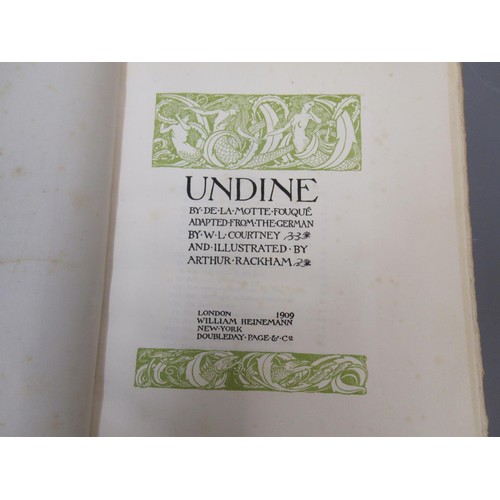 UNDINE
BY·DE·LA·MOTTE·FOUQUÉ
ADAPTED·FROM·THE·GERMAN
BY·W·L·COURTNEY
AND·ILLUSTRATED·BY
ARTHUR·RACKHAM
LONDON 1909
WILLIAM HEINEMANN
NEW·YORK
DOUBLEDAY·PAGE·&·Co